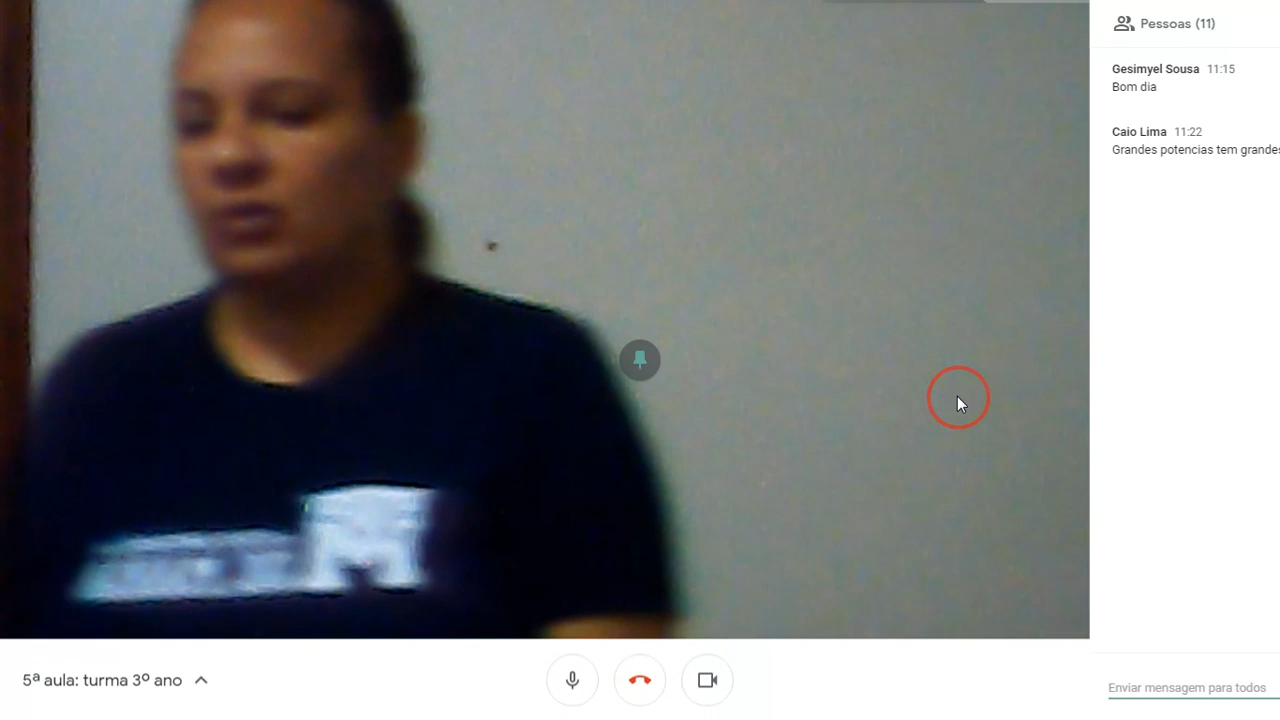 Pessoas (11)
Gesimyel Sousa 11:15
Bom dia
Caio Lima 11:22
Grandes potencias tem grandes
5ª aula: turma 3º ano
Enviar mensagem para todos